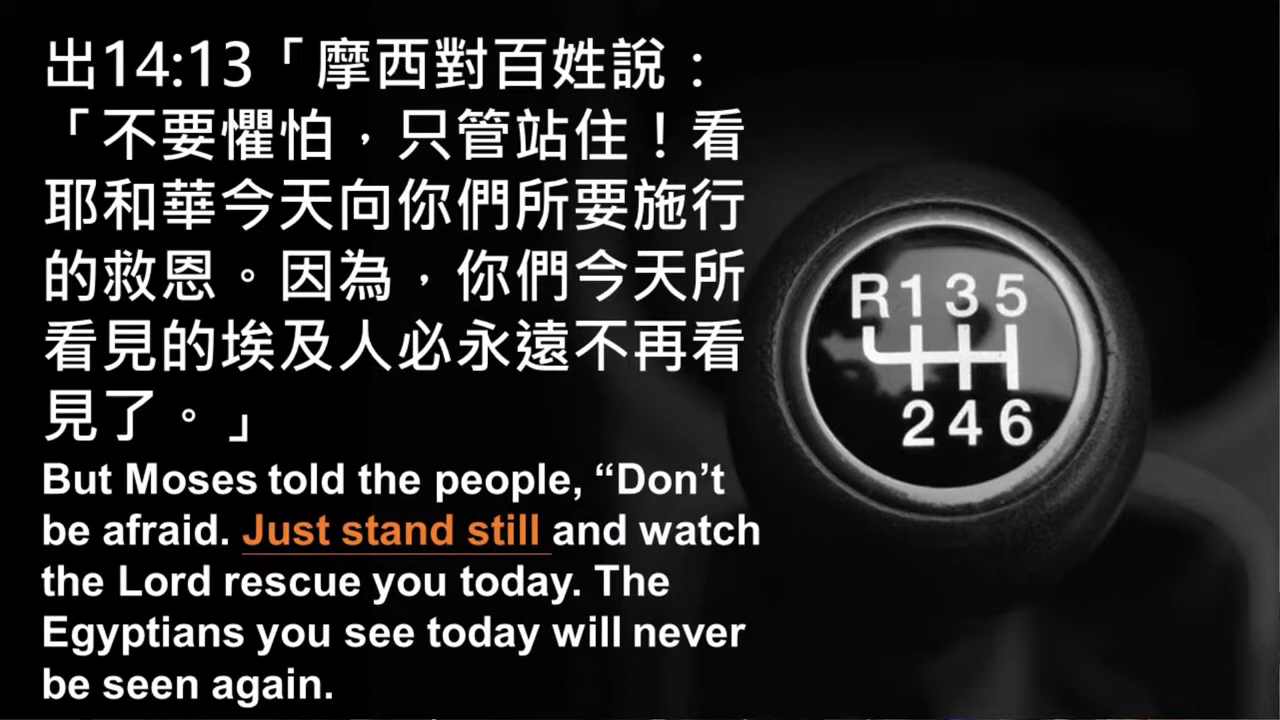 出14:13「摩西對百姓說：
「不要懼怕，只管站住！看
耶和華今天向你們所要施行
的救恩。因為，你們今天所
看見的埃及人必永遠不再看
見了。」
But Moses told the people, “Don’t
be afraid. Just stand still and watch
the Lord rescue you today. The
Egyptians you see today will never
be seen again.
R 1 3 5
2 4 6